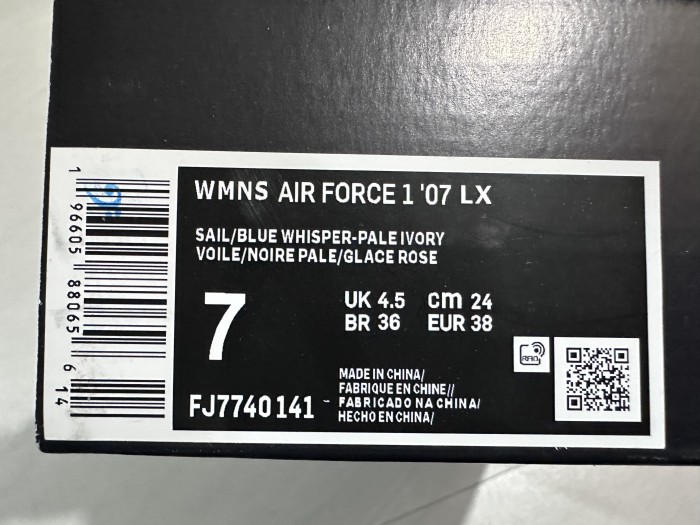 WMNS AIR FORCE 1 '07 LX
SAIL/BLUE WHISPER-PALE IVORY
VOILE/NOIRE PALE/GLACE ROSE
7
UK 4.5 cm 24
BR 36 EUR 38
RFID
MADE IN CHINA/
FABRIQUE EN CHINE//
FJ7740141 - FABRICADO NA CHINA/
HECHO EN CHINA/
1 96605 88065 6 14